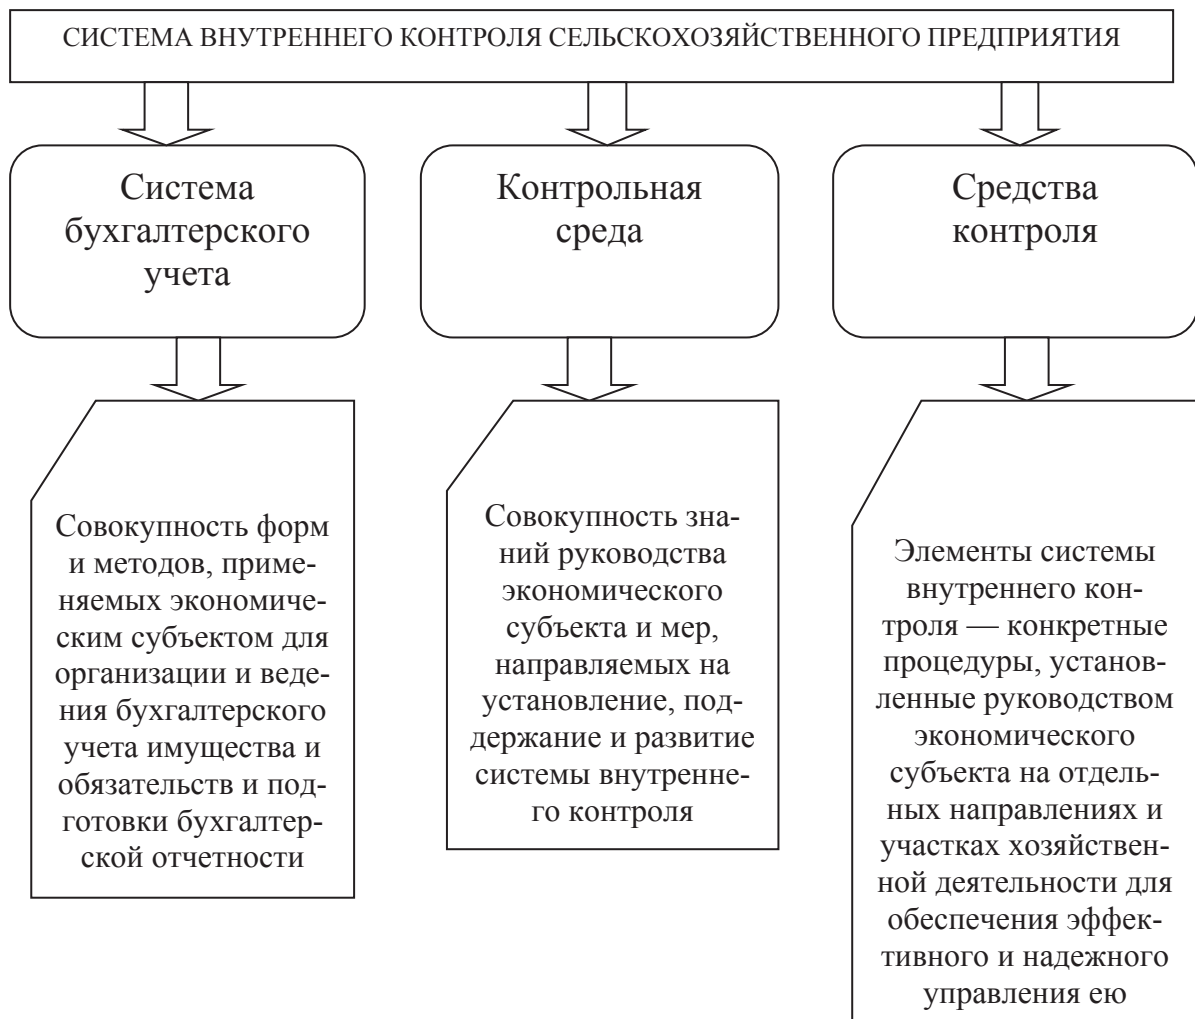 СИСТЕМА ВНУТРЕННЕГО КОНТРОЛЯ СЕЛЬСКОХОЗЯЙСТВЕННОГО ПРЕДПРИЯТИЯ
Система
бухгалтерского
учета
Контрольная
среда
Средства
контроля
Совокупность форм
и методов, приме-
няемых экономиче-
ским субъектом для
организации и веде-
ния бухгалтерского
учета имущества и
обязательств и под-
готовки бухгалтер-
ской отчетности
Совокупность зна-
ний руководства
экономического
субъекта и мер,
направляемых на
установление, под-
держание и развитие
системы внутренне-
го контроля
Элементы системы
внутреннего кон-
троля — конкретные
процедуры, установ-
ленные руководством
экономического
субъекта на отдель-
ных направлениях и
участках хозяйствен-
ной деятельности для
обеспечения эффек-
тивного и надежного
управления ею